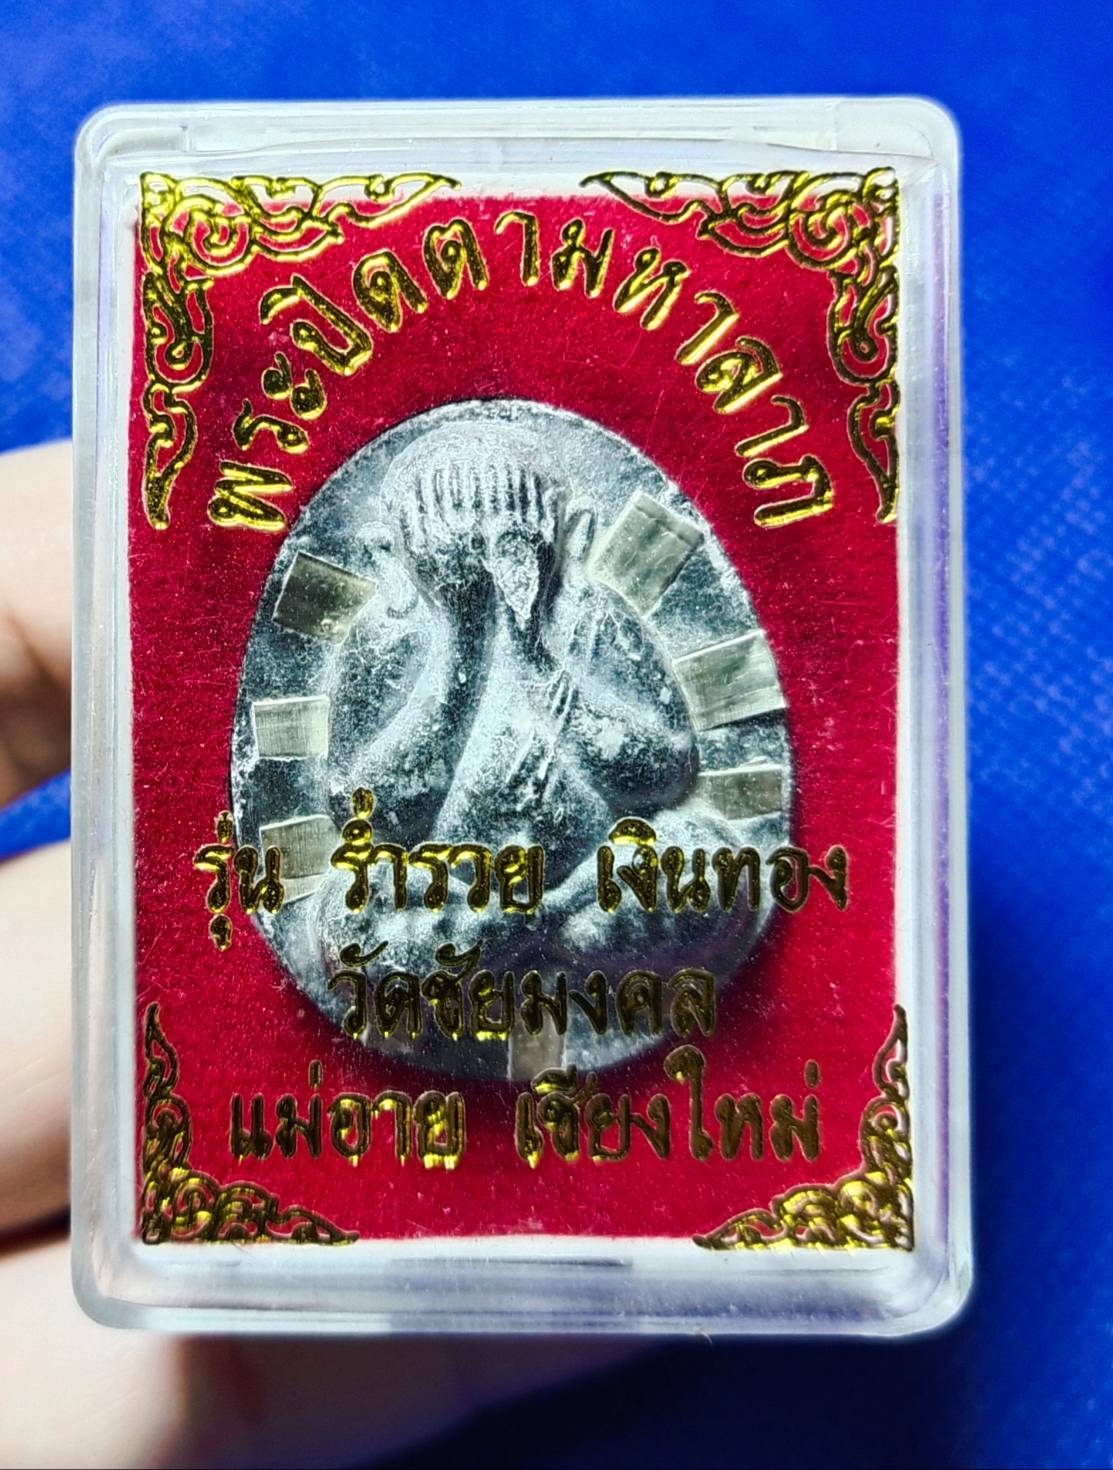 พระปิดตามหาลาภ
รุ่น ร่ำรวย เงินทอง
วัดชัยมงคล
แม่อาย เชียงใหม่